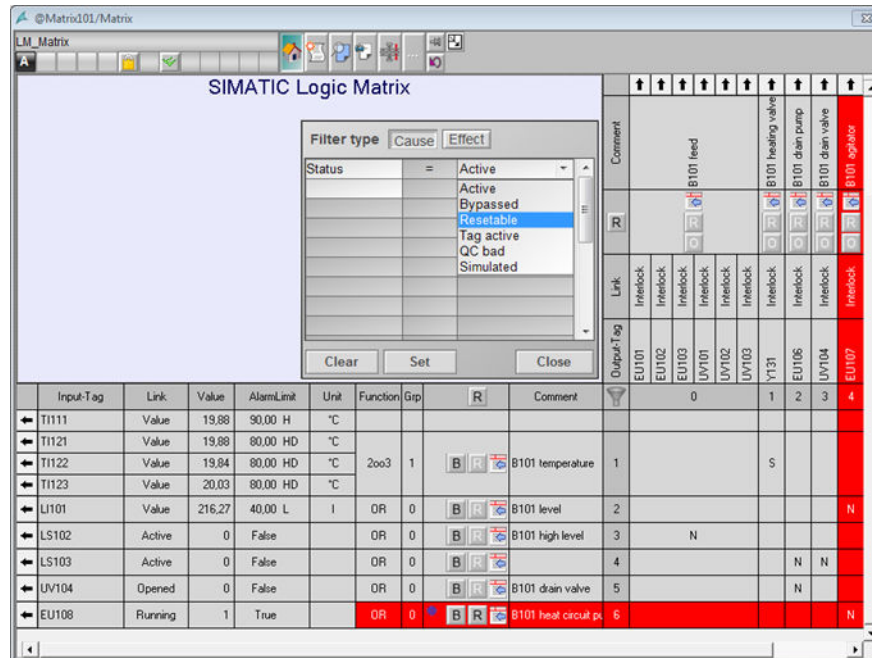 @Matrix101/Matrix
LM_Matrix
A
SIMATIC Logic Matrix
Filter type Cause Effect
Status = Active
Active
Bypassed
Resetable
Tag active
QC bad
Simulated
Clear Set Close
Comment B101 feed B101 heating valve B101 drain pump B101 drain valve B101 agitator
R R R R R R
O O O O O
Link Interlock Interlock Interlock Interlock Interlock Interlock Interlock Interlock Interlock Interlock
Output-Tag EU101 EU102 EU103 UV101 UV102 UV103 Y131 EU106 UV104 EU107
Input-Tag Link Value AlarmLimit Unit Function Grp R Comment 0 1 2 3 4
TI111 Value 19,88 90,00 H °C
TI121 Value 19,88 80,00 HD °C
TI122 Value 19,84 80,00 HD °C 2oo3 1 B R B101 temperature 1 S
TI123 Value 20,03 80,00 HD °C
LI101 Value 216,27 40,00 L l OR 0 B R B101 level 2 N
LS102 Active 0 False OR 0 B R B101 high level 3 N
LS103 Active 0 False OR 0 B R 4 N N
UV104 Opened 0 False OR 0 B R B101 drain valve 5 N
EU108 Running 1 True OR 0 * B R B101 heat circuit pu 6 N